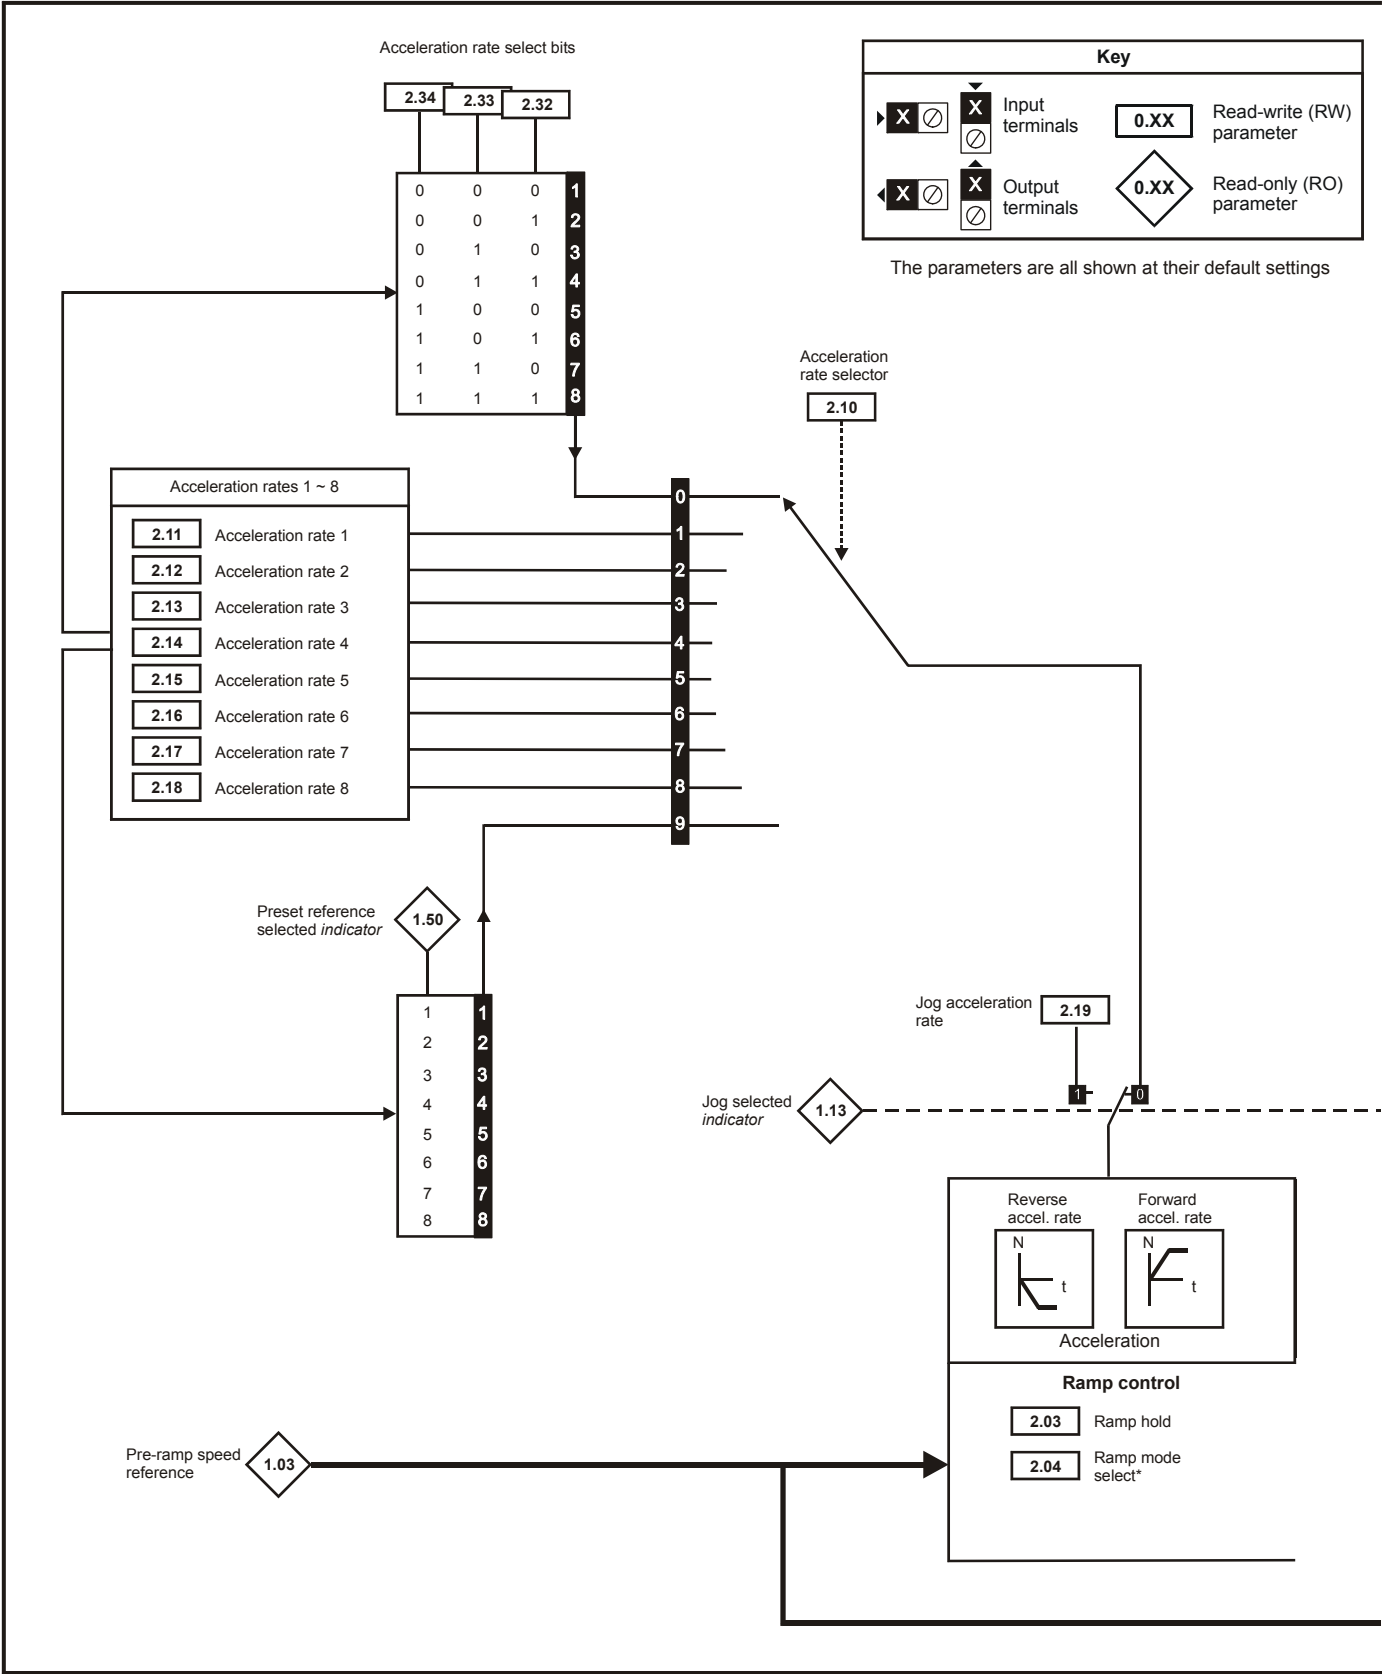 Acceleration rate select bits
2.34 2.33 2.32
0 0 0 1
0 0 1 2
0 1 0 3
0 1 1 4
1 0 0 5
1 0 1 6
1 1 0 7
1 1 1 8
Key
X X Input
terminals
0.XX Read-write (RW)
parameter
X X Output
terminals
0.XX Read-only (RO)
parameter
The parameters are all shown at their default settings
Acceleration
rate selector
2.10
Acceleration rates 1 ~ 8
2.11 Acceleration rate 1
2.12 Acceleration rate 2
2.13 Acceleration rate 3
2.14 Acceleration rate 4
2.15 Acceleration rate 5
2.16 Acceleration rate 6
2.17 Acceleration rate 7
2.18 Acceleration rate 8
0
1
2
3
4
5
6
7
8
9
Preset reference
selected indicator
1.50
1 1
2 2
3 3
4 4
5 5
6 6
7 7
8 8
Jog acceleration
rate
2.19
1 0
Jog selected
indicator
1.13
Reverse
accel. rate
N
t
Forward
accel. rate
N
t
Acceleration
Ramp control
2.03 Ramp hold
2.04 Ramp mode
select*
Pre-ramp speed
reference
1.03